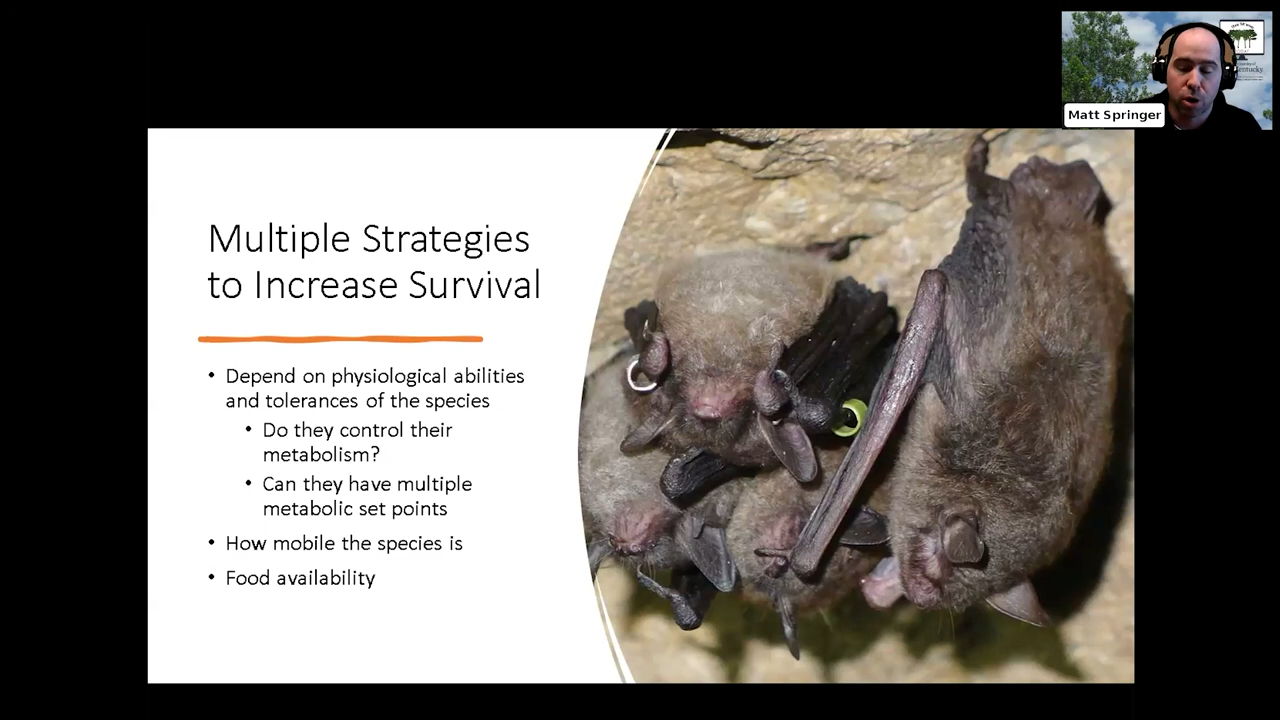 Matt Springer
Kentucky
Multiple Strategies
to Increase Survival
• Depend on physiological abilities
and tolerances of the species
• Do they control their
metabolism?
• Can they have multiple
metabolic set points
• How mobile the species is
• Food availability